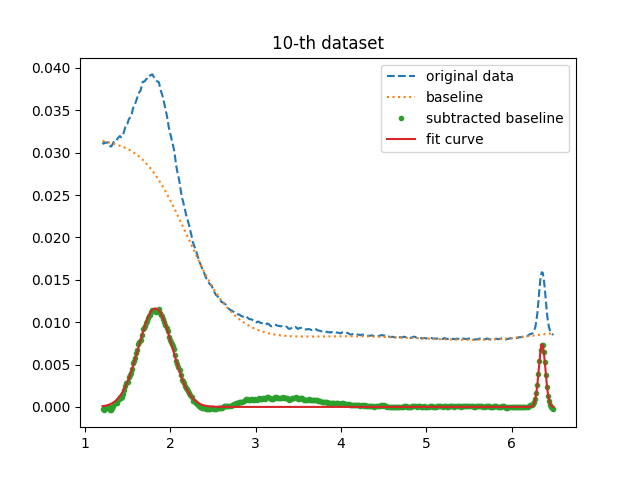 10-th dataset
original data
baseline
subtracted baseline
fit curve
0.040
0.035
0.030
0.025
0.020
0.015
0.010
0.005
0.000
1 2 3 4 5 6